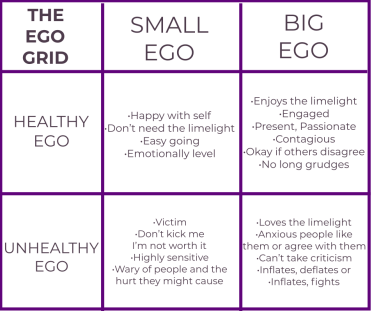 THE
EGO
GRID
SMALL
EGO
BIG
EGO
HEALTHY
EGO
•Happy with self
•Don't need the limelight
•Easy going
•Emotionally level
•Enjoys the limelight
•Engaged
•Present, Passionate
•Contagious
•Okay if others disagree
•No long grudges
UNHEALTHY
EGO
•Victim
•Don't kick me
I'm not worth it
•Highly sensitive
•Wary of people and the
hurt they might cause
•Loves the limelight
•Anxious people like
them or agree with them
•Can't take criticism
•Inflates, deflates or
•Inflates, fights